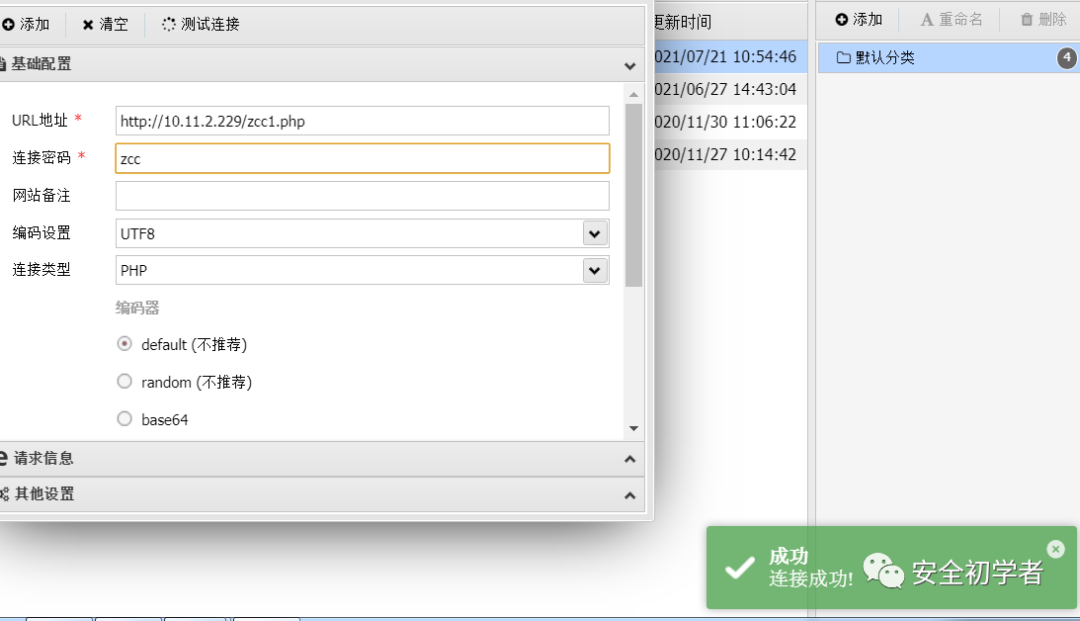 添加 清空 测试连接
基础配置
URL地址 * http://10.11.2.229/zcc1.php
连接密码 * zcc
网站备注
编码设置 UTF8
连接类型 PHP
编码器
default (不推荐)
random (不推荐)
base64
请求信息
其他设置
更新时间
021/07/21 10:54:46
021/06/27 14:43:04
020/11/30 11:06:22
020/11/27 10:14:42
添加 A 重命名 删除
默认分类 4
成功
连接成功!
安全初学者